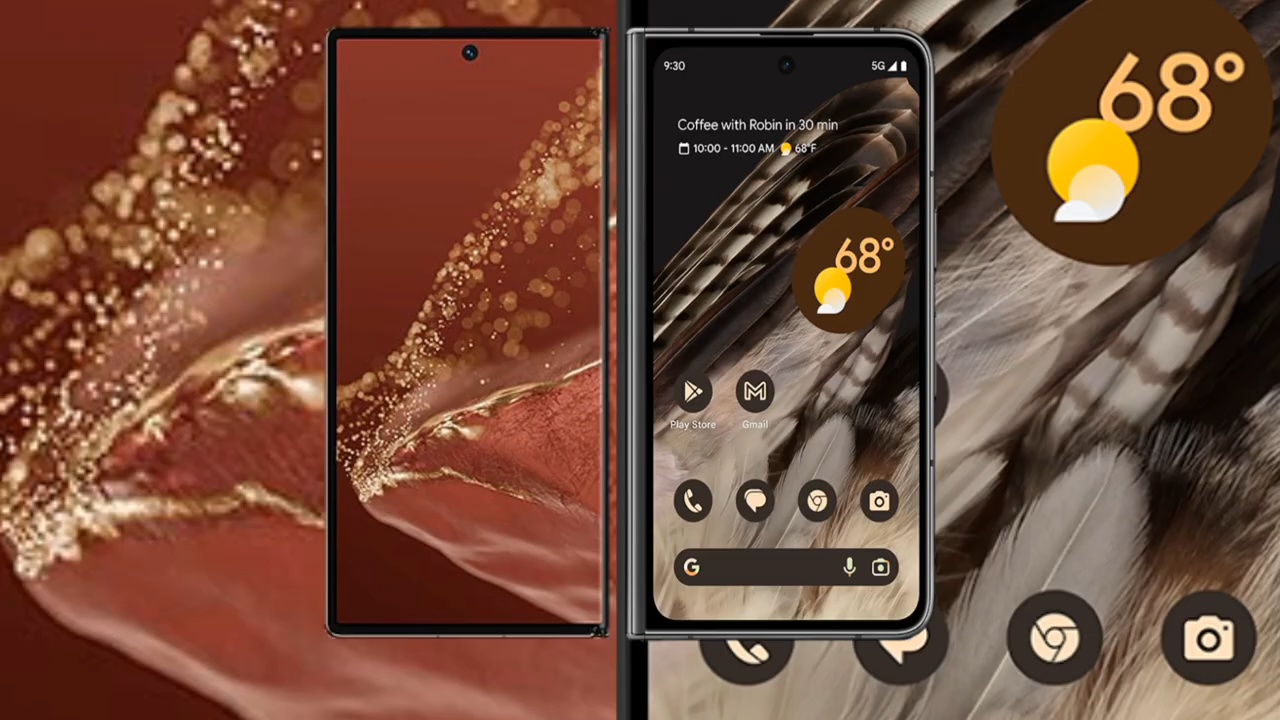 9:30
5G
Coffee with Robin in 30 min
10:00 - 11:00 AM 68°F
68°
Play Store
Gmail
G
68°